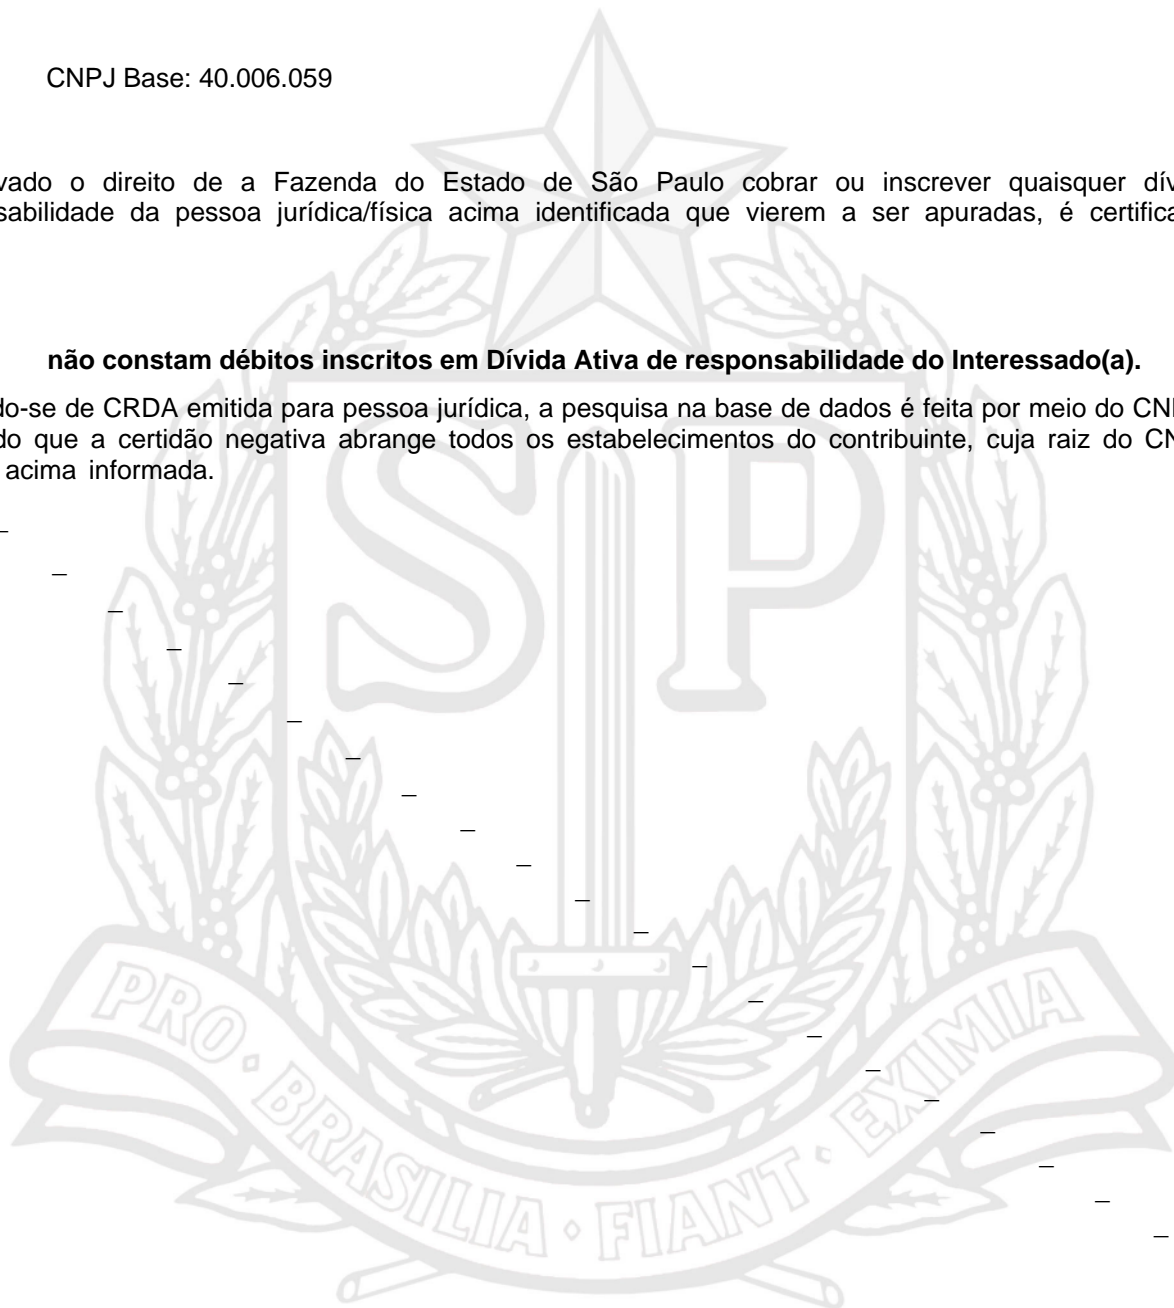 CNPJ Base: 40.006.059
vado o direito de a Fazenda do Estado de São Paulo cobrar ou inscrever quaisquer dív
sabilidade da pessoa jurídica/física acima identificada que vierem a ser apuradas, é certifica
não constam débitos inscritos em Dívida Ativa de responsabilidade do Interessado(a).
do-se de CRDA emitida para pessoa jurídica, a pesquisa na base de dados é feita por meio do CN
do que a certidão negativa abrange todos os estabelecimentos do contribuinte, cuja raiz do CN
acima informada.
SP
PRO • BRASILIA • FIANT • EXIMIA